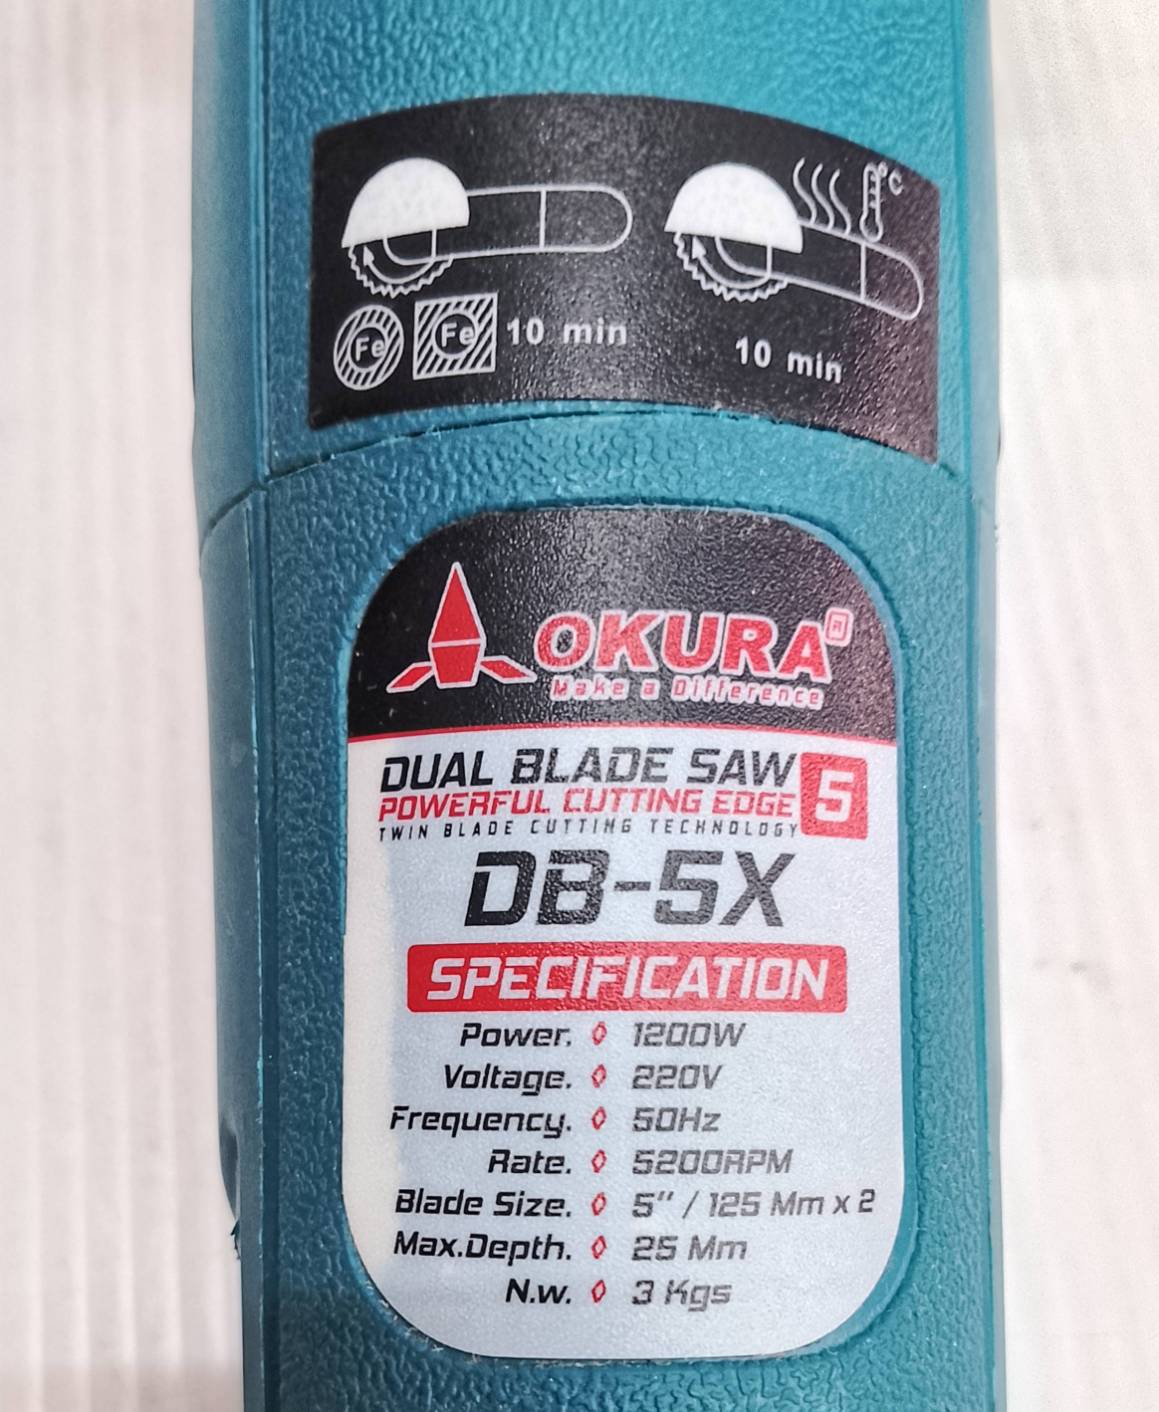 °C
Fe Fe 10 min
10 min
OKURA®
Make a Difference
DUAL BLADE SAW 5
POWERFUL CUTTING EDGE
TWIN BLADE CUTTING TECHNOLOGY
DB-5X
SPECIFICATION
Power. ◊ 1200W
Voltage. ◊ 220V
Frequency. ◊ 50Hz
Rate. ◊ 5200RPM
Blade Size. ◊ 5" / 125 Mm x 2
Max.Depth. ◊ 25 Mm
N.w. ◊ 3 Kgs